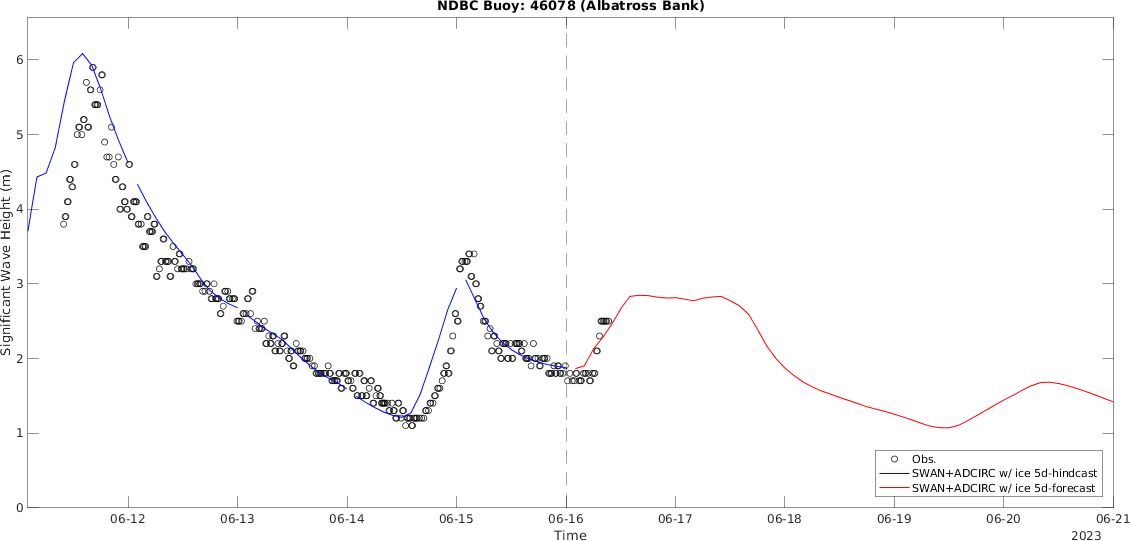 NDBC Buoy: 46078 (Albatross Bank)
Significant Wave Height (m)
6
5
4
3
2
1
0
Obs.
SWAN+ADCIRC w/ ice 5d-hindcast
SWAN+ADCIRC w/ ice 5d-forecast
06-12 06-13 06-14 06-15 06-16 06-17 06-18 06-19 06-20 06-21
Time
2023